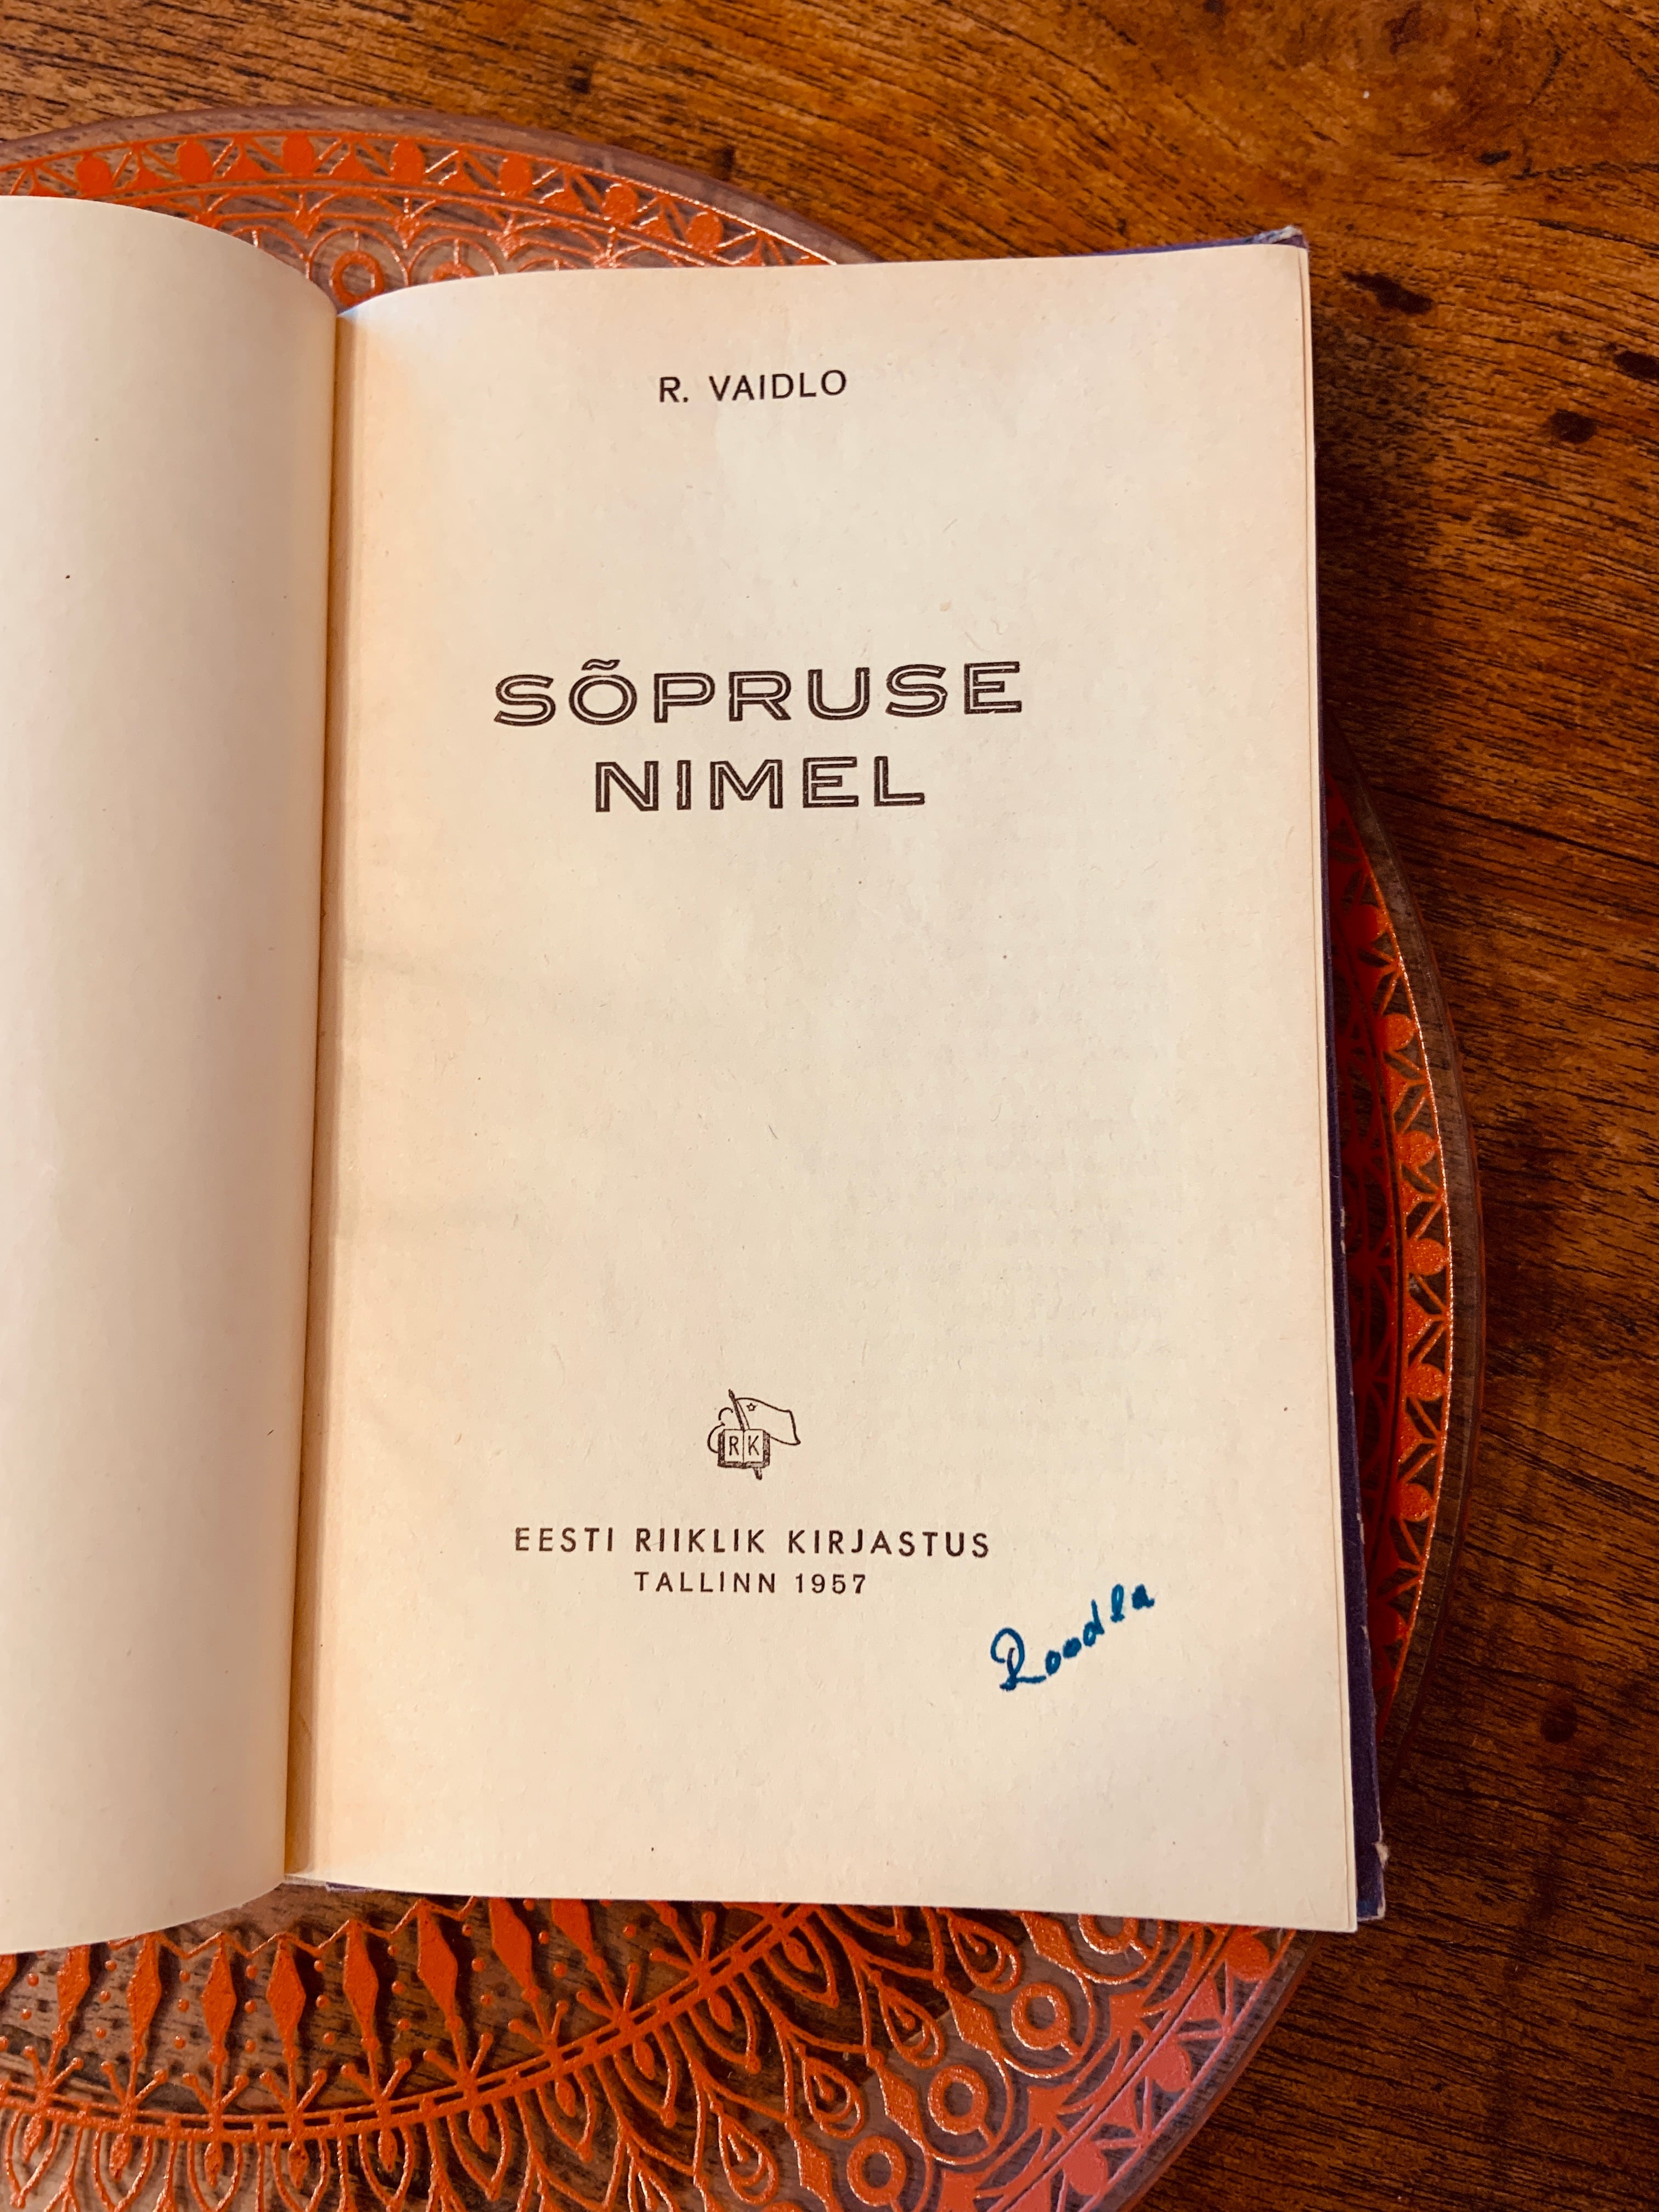 R. VAIDLO
SÕPRUSE
NIMEL
RK
EESTI RIIKLIK KIRJASTUS
TALLINN 1957
Roodla